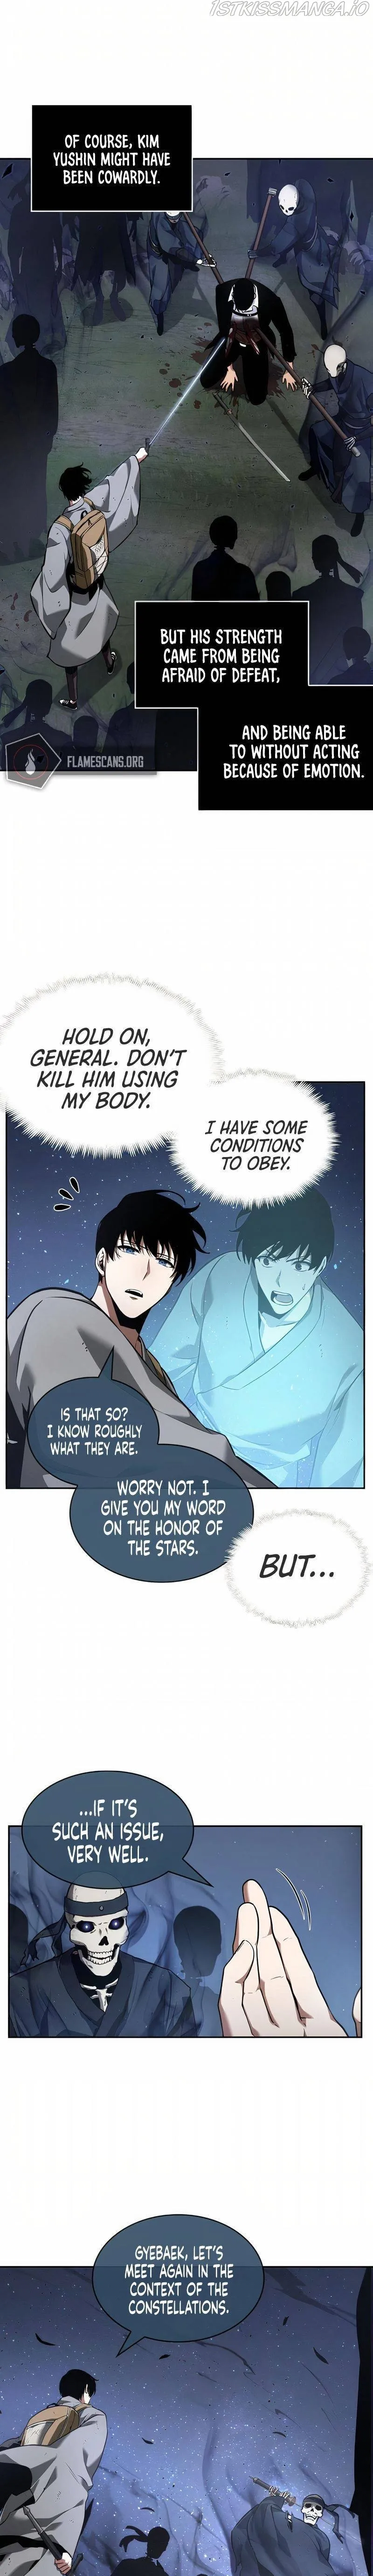 1STKISSMANGA.IO
OF COURSE, KIM
YUSHIN MIGHT HAVE
BEEN COWARDLY.
BUT HIS STRENGTH
CAME FROM BEING
AFRAID OF DEFEAT,
FLAMESCANS.ORG
AND BEING ABLE
TO WITHOUT ACTING
BECAUSE OF EMOTION.
HOLD ON,
GENERAL. DON'T
KILL HIM USING
MY BODY.
I HAVE SOME
CONDITIONS
TO OBEY.
IS THAT SO?
I KNOW ROUGHLY
WHAT THEY ARE.
WORRY NOT. I
GIVE YOU MY WORD
ON THE HONOR OF
THE STARS.
BUT...
...IF IT'S
SUCH AN ISSUE,
VERY WELL.
GYEBAEK, LET'S
MEET AGAIN IN THE
CONTEXT OF THE
CONSTELLATIONS.